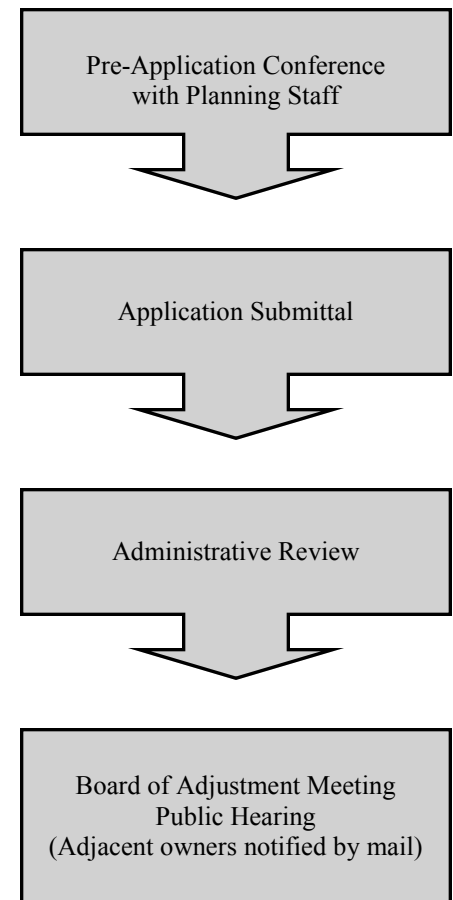 Pre-Application Conference
with Planning Staff
Application Submittal
Administrative Review
Board of Adjustment Meeting
Public Hearing
(Adjacent owners notified by mail)